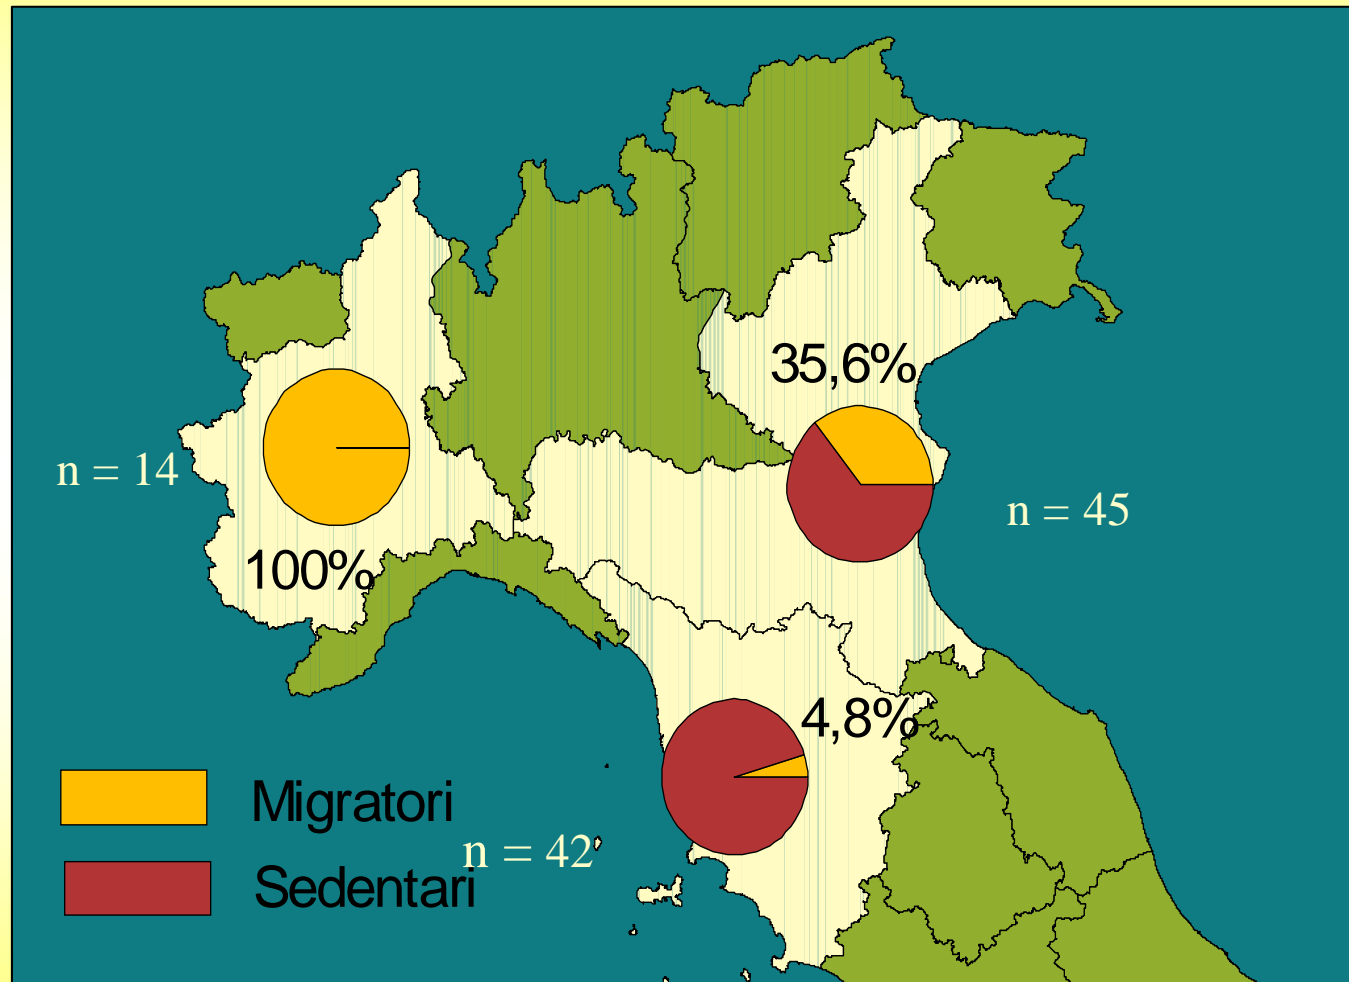 35,6%
n = 14
n = 45
100%
4,8%
Migratori
n = 42
Sedentari